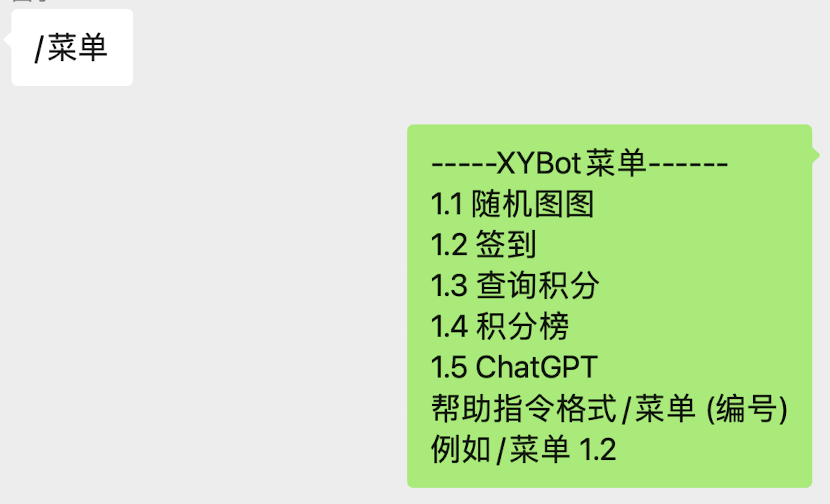 /菜单
-----XYBot菜单------
1.1 随机图图
1.2 签到
1.3 查询积分
1.4 积分榜
1.5 ChatGPT
帮助指令格式/菜单 (编号)
例如/菜单 1.2